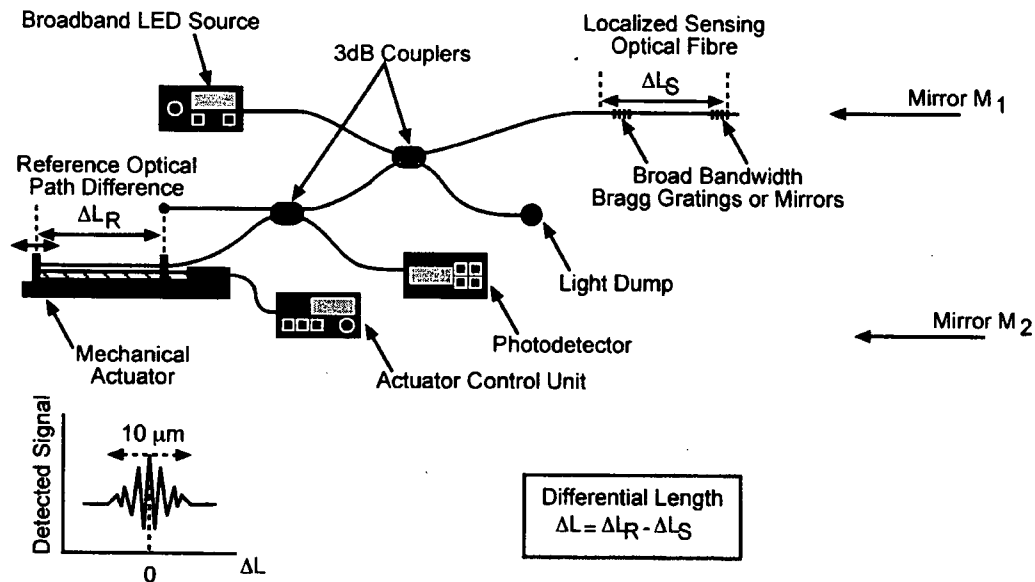 Broadband LED Source
3dB Couplers
Localized Sensing
Optical Fibre
ΔLS
Mirror M1
Broad Bandwidth
Bragg Gratings or Mirrors
Reference Optical
Path Difference
ΔLR
Light Dump
Photodetector
Mirror M2
Mechanical
Actuator
Actuator Control Unit
Detected Signal
10 μm
0
ΔL
Differential Length
ΔL = ΔLR - ΔLS